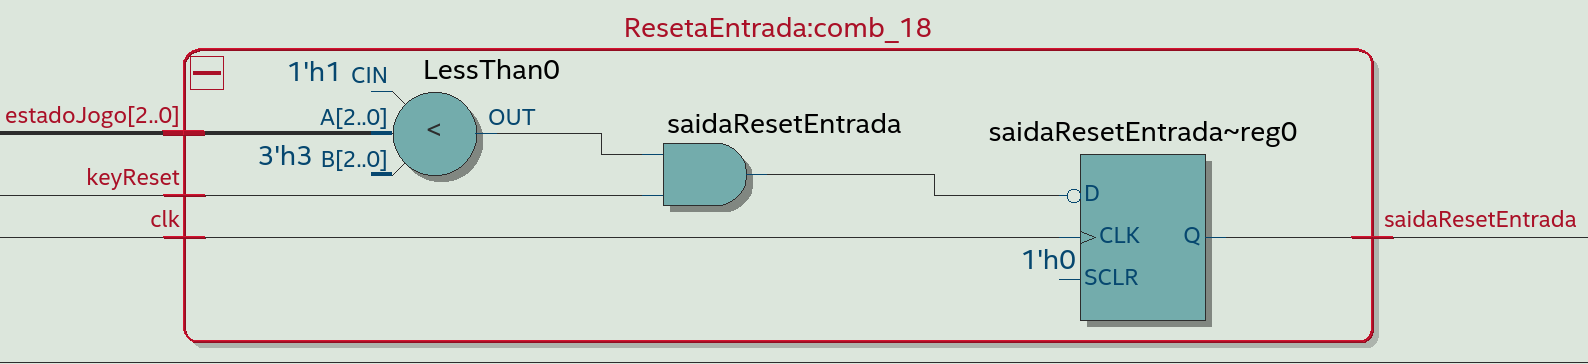 ResetaEntrada:comb_18
1'h1 CIN
LessThan0
estadoJogo[2..0]
A[2..0]
<
OUT
saidaResetEntrada
saidaResetEntrada~reg0
3'h3 B[2..0]
keyReset
D
clk
CLK
Q
saidaResetEntrada
1'h0
SCLR